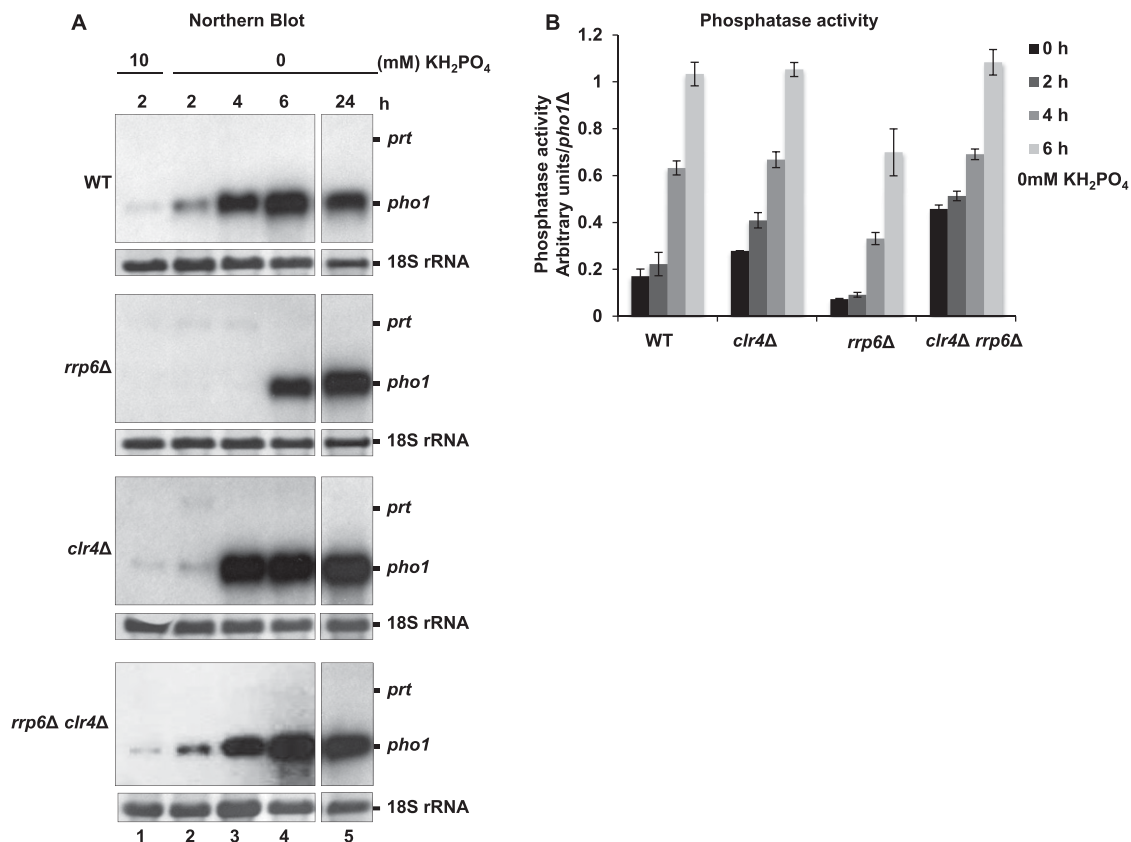 A
Northern Blot
10 0 (mM) KH₂PO₄
2 2 4 6 24 h
WT
prt
pho1
18S rRNA
rrp6Δ
prt
pho1
18S rRNA
clr4Δ
prt
pho1
18S rRNA
rrp6Δ clr4Δ
prt
pho1
18S rRNA
1 2 3 4 5
B
Phosphatase activity
Phosphatase activity
Arbitrary units/pho1Δ
1.2
1
0.8
0.6
0.4
0.2
0
WT clr4Δ rrp6Δ clr4Δ rrp6Δ
0 h
2 h
4 h
6 h
0mM KH₂PO₄